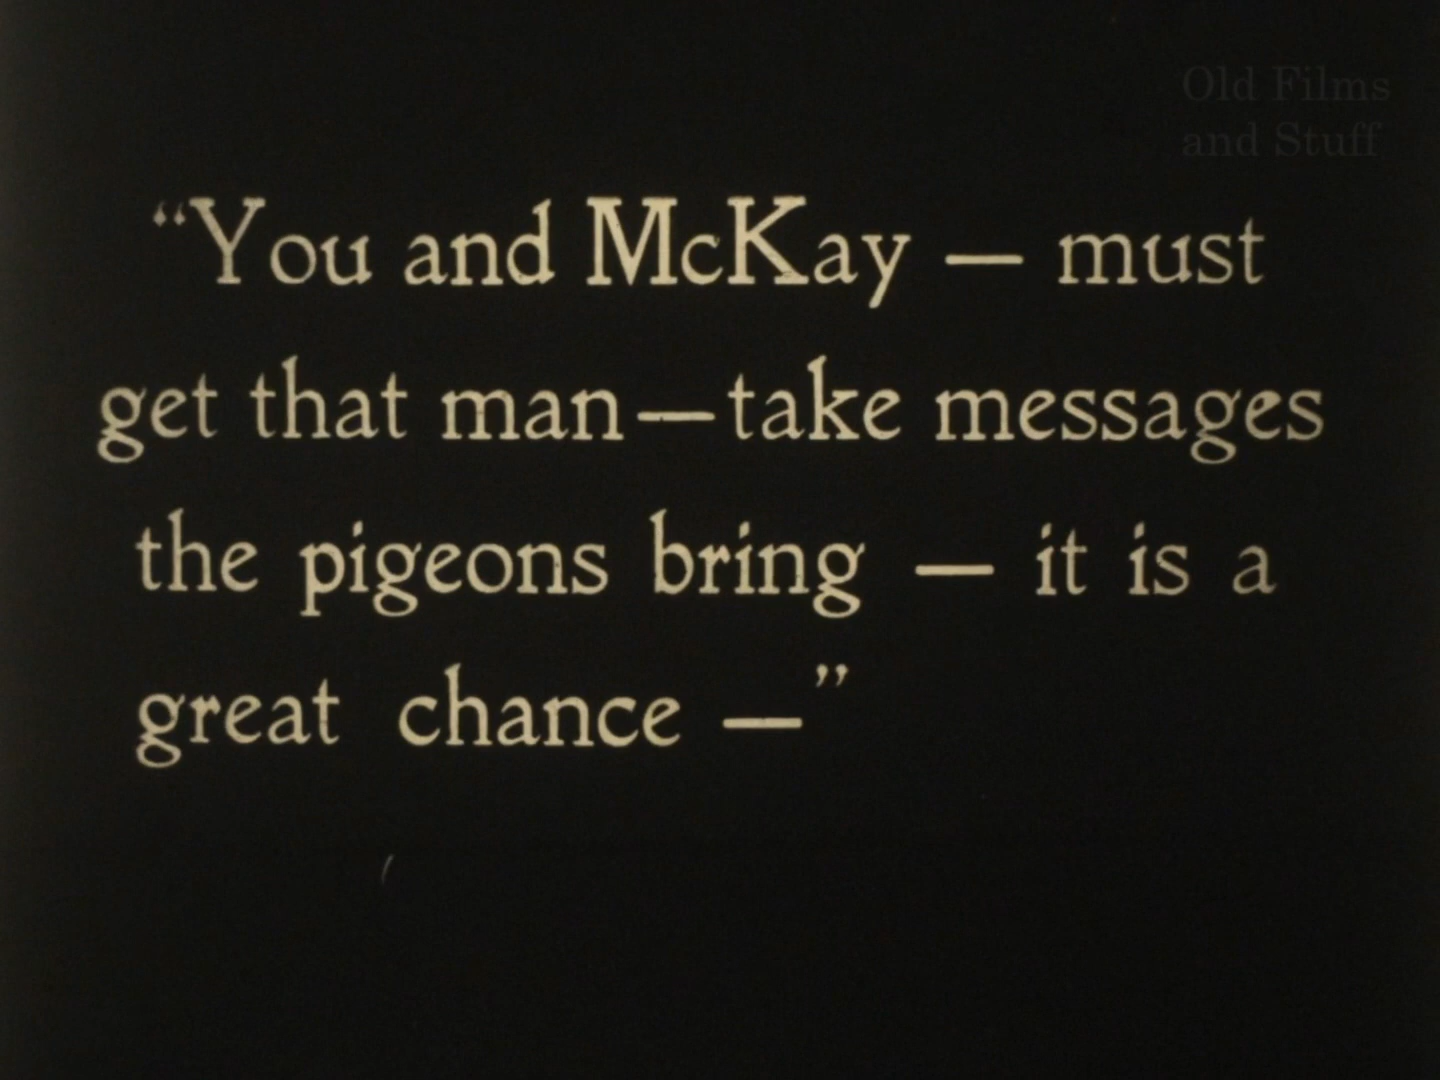 Old Films
and Stuff
“You and McKay — must
get that man—take messages
the pigeons bring — it is a
great chance —”